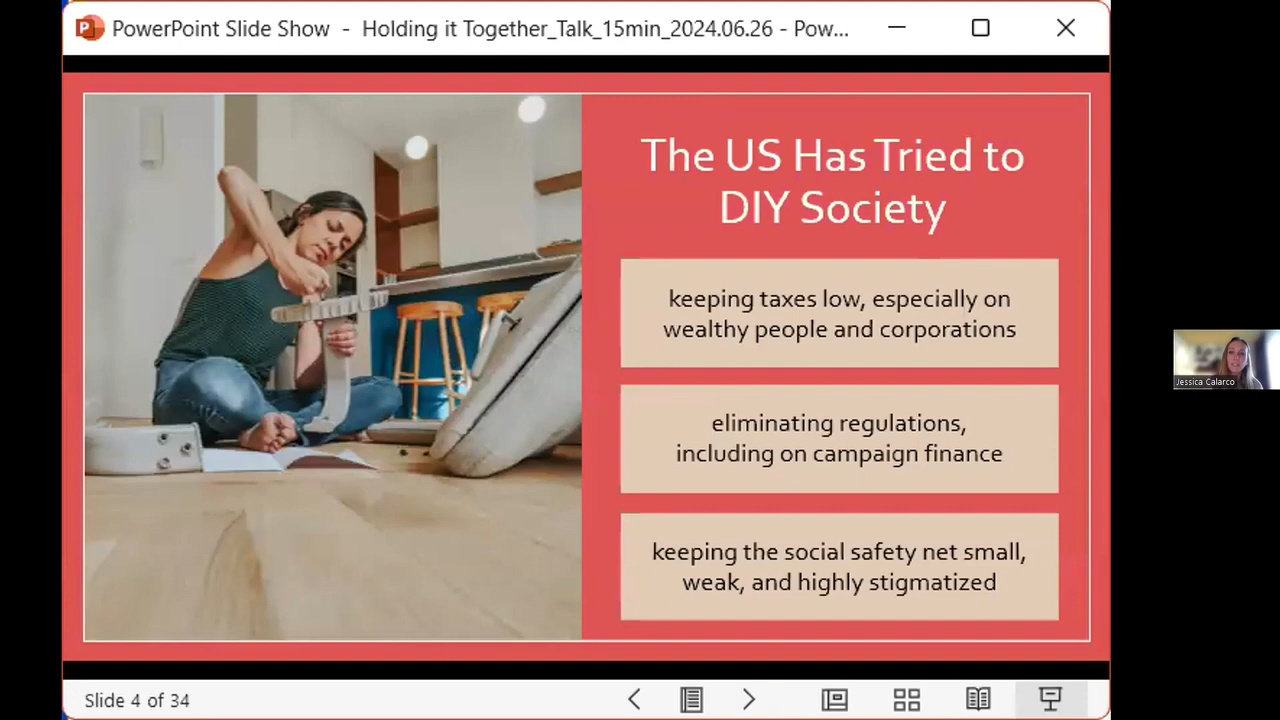 PowerPoint Slide Show - Holding it Together_Talk_15min_2024.06.26 - Pow...
The US Has Tried to
DIY Society
keeping taxes low, especially on
wealthy people and corporations
eliminating regulations,
including on campaign finance
keeping the social safety net small,
weak, and highly stigmatized
Jessica Calarco
Slide 4 of 34